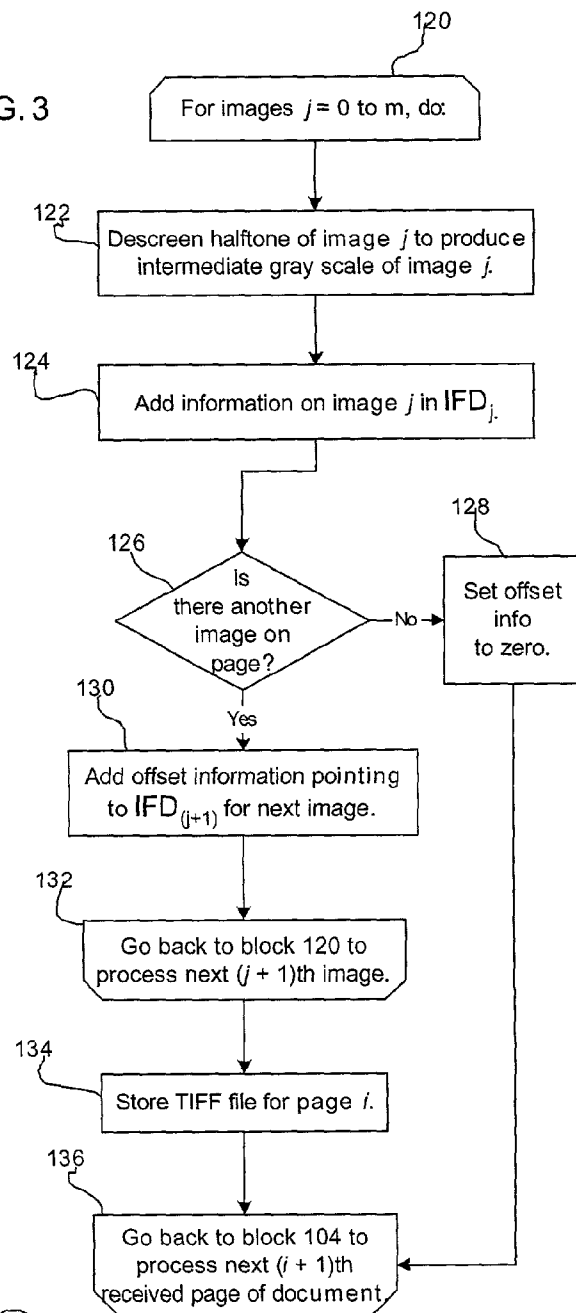 120
G. 3
For images j = 0 to m, do:
122
Descreen halftone of image j to produce
intermediate gray scale of image j.
124
Add information on image j in IFDj.
126
128
Is
there another
image on
page?
No
Set offset
info
to zero.
130
Yes
Add offset information pointing
to IFD(j+1) for next image.
132
Go back to block 120 to
process next (j + 1)th image.
134
Store TIFF file for page i.
136
Go back to block 104 to
process next (i + 1)th
received page of document.